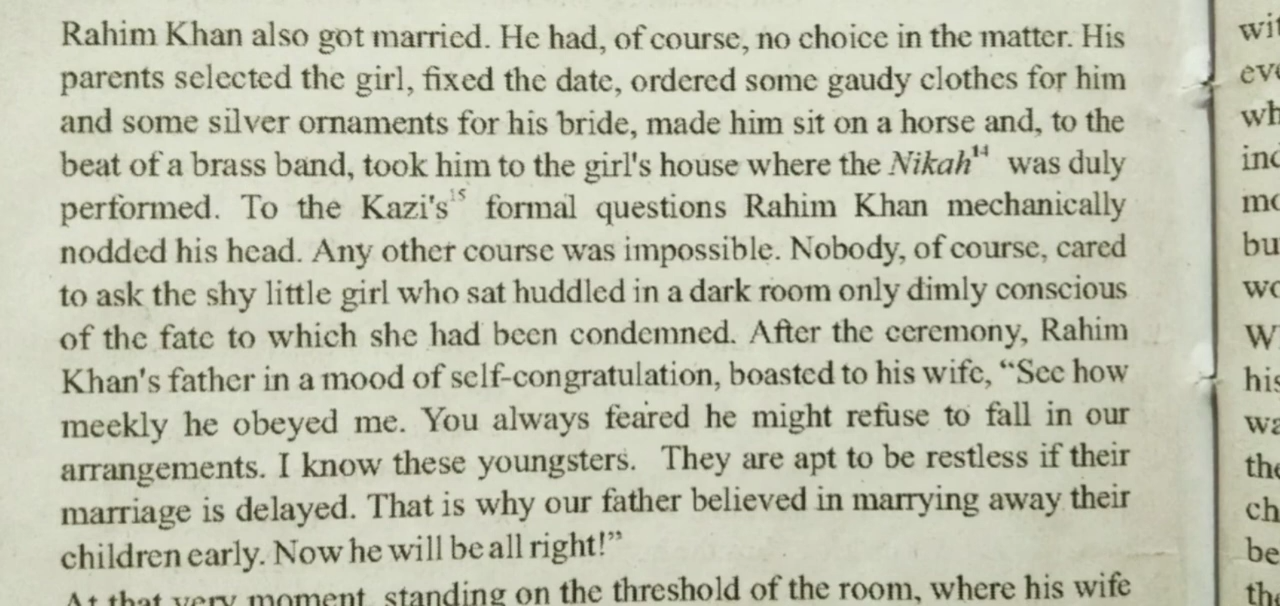 Rahim Khan also got married. He had, of course, no choice in the matter. His
parents selected the girl, fixed the date, ordered some gaudy clothes for him
and some silver ornaments for his bride, made him sit on a horse and, to the
beat of a brass band, took him to the girl's house where the Nikah¹⁴ was duly
performed. To the Kazi's¹⁵ formal questions Rahim Khan mechanically
nodded his head. Any other course was impossible. Nobody, of course, cared
to ask the shy little girl who sat huddled in a dark room only dimly conscious
of the fate to which she had been condemned. After the ceremony, Rahim
Khan's father in a mood of self-congratulation, boasted to his wife, “See how
meekly he obeyed me. You always feared he might refuse to fall in our
arrangements. I know these youngsters. They are apt to be restless if their
marriage is delayed. That is why our father believed in marrying away their
children early. Now he will be all right!”
At that very moment, standing on the threshold of the room, where his wife